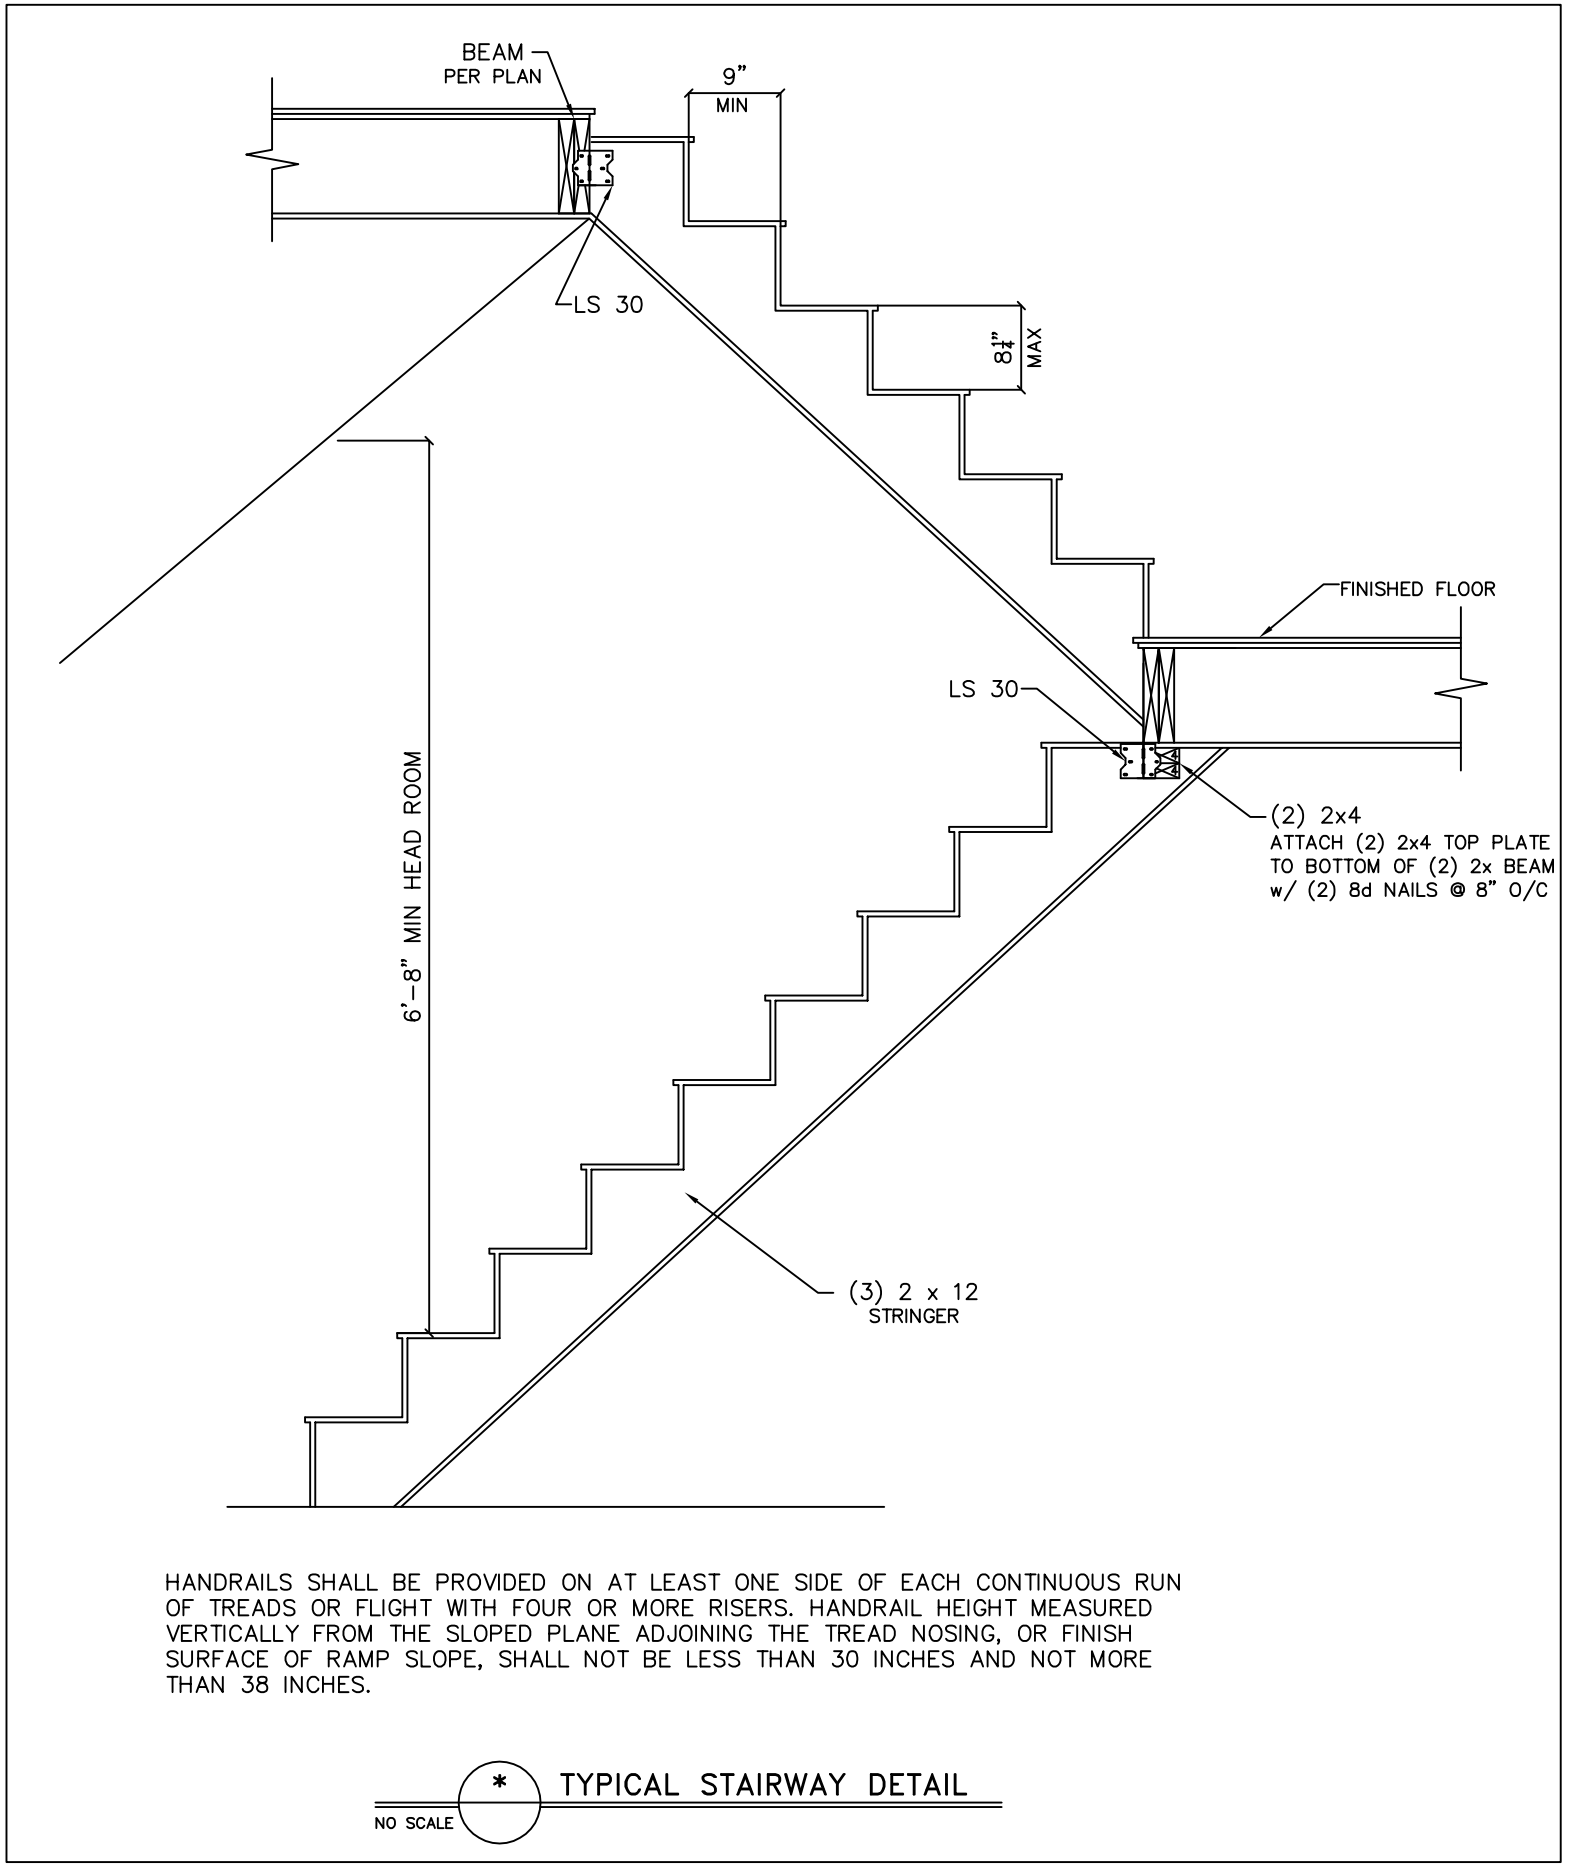 BEAM
PER PLAN
9"
MIN
LS 30
8¼"
MAX
FINISHED FLOOR
LS 30
6'-8" MIN HEAD ROOM
(2) 2x4
ATTACH (2) 2x4 TOP PLATE
TO BOTTOM OF (2) 2x BEAM
w/ (2) 8d NAILS @ 8" O/C
(3) 2 x 12
STRINGER
HANDRAILS SHALL BE PROVIDED ON AT LEAST ONE SIDE OF EACH CONTINUOUS RUN
OF TREADS OR FLIGHT WITH FOUR OR MORE RISERS. HANDRAIL HEIGHT MEASURED
VERTICALLY FROM THE SLOPED PLANE ADJOINING THE TREAD NOSING, OR FINISH
SURFACE OF RAMP SLOPE, SHALL NOT BE LESS THAN 30 INCHES AND NOT MORE
THAN 38 INCHES.
* TYPICAL STAIRWAY DETAIL
NO SCALE